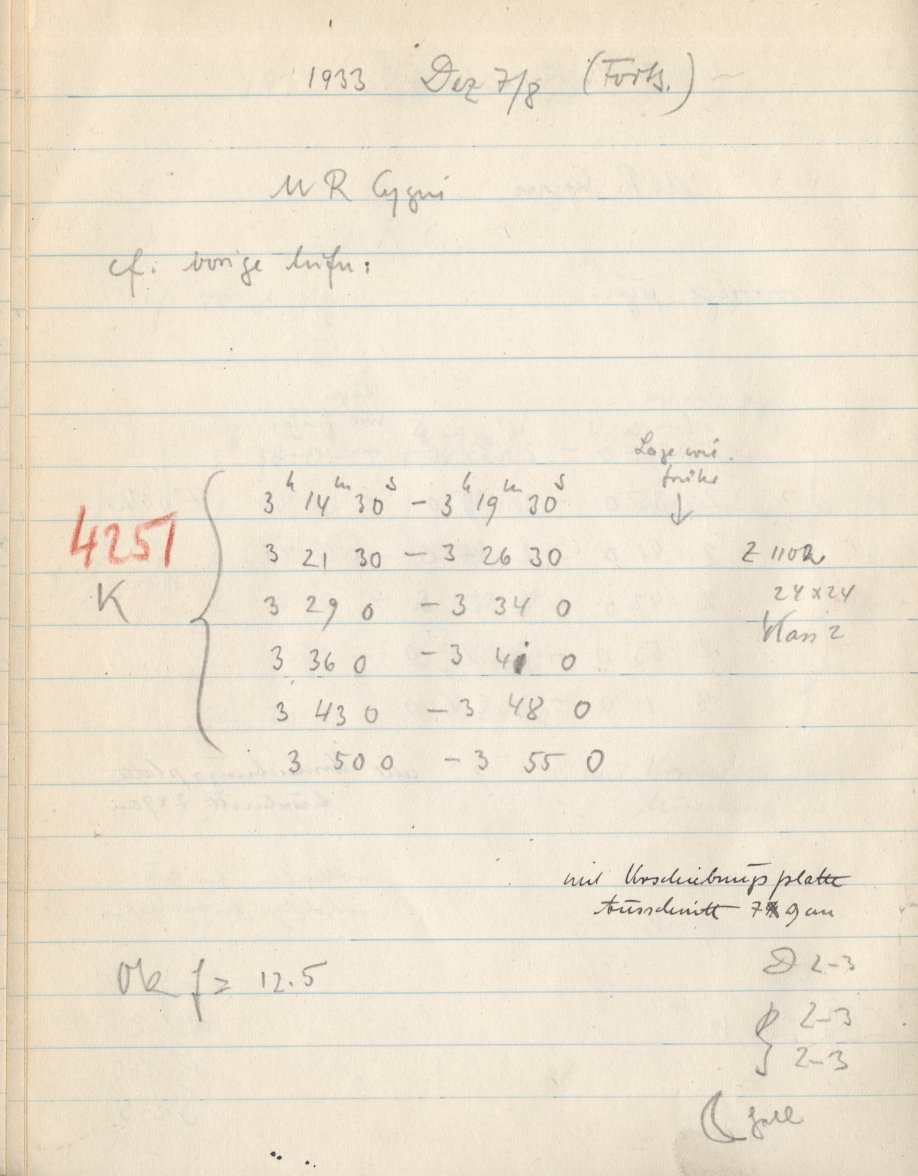 1933 Dez 7/8 (Forts.)
MR Cygni
cf. vorige Aufn:
Lage wie
früher
↓
4251
K
3h 14m 30s – 3h 19m 30s
3 21 30 – 3 26 30
3 29 0 – 3 34 0
3 36 0 – 3 41 0
3 43 0 – 3 48 0
3 50 0 – 3 55 0
Z
24x24
Klass 2
mit Verschiebungsplatte
Ausschnitt 7x9 cm
Ok f = 12.5
D 2–3
2–3
2–3